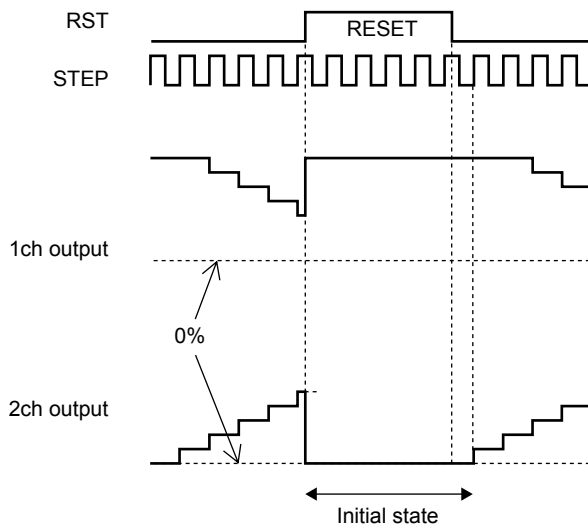 RST
RESET
STEP
1ch output
0%
2ch output
Initial state